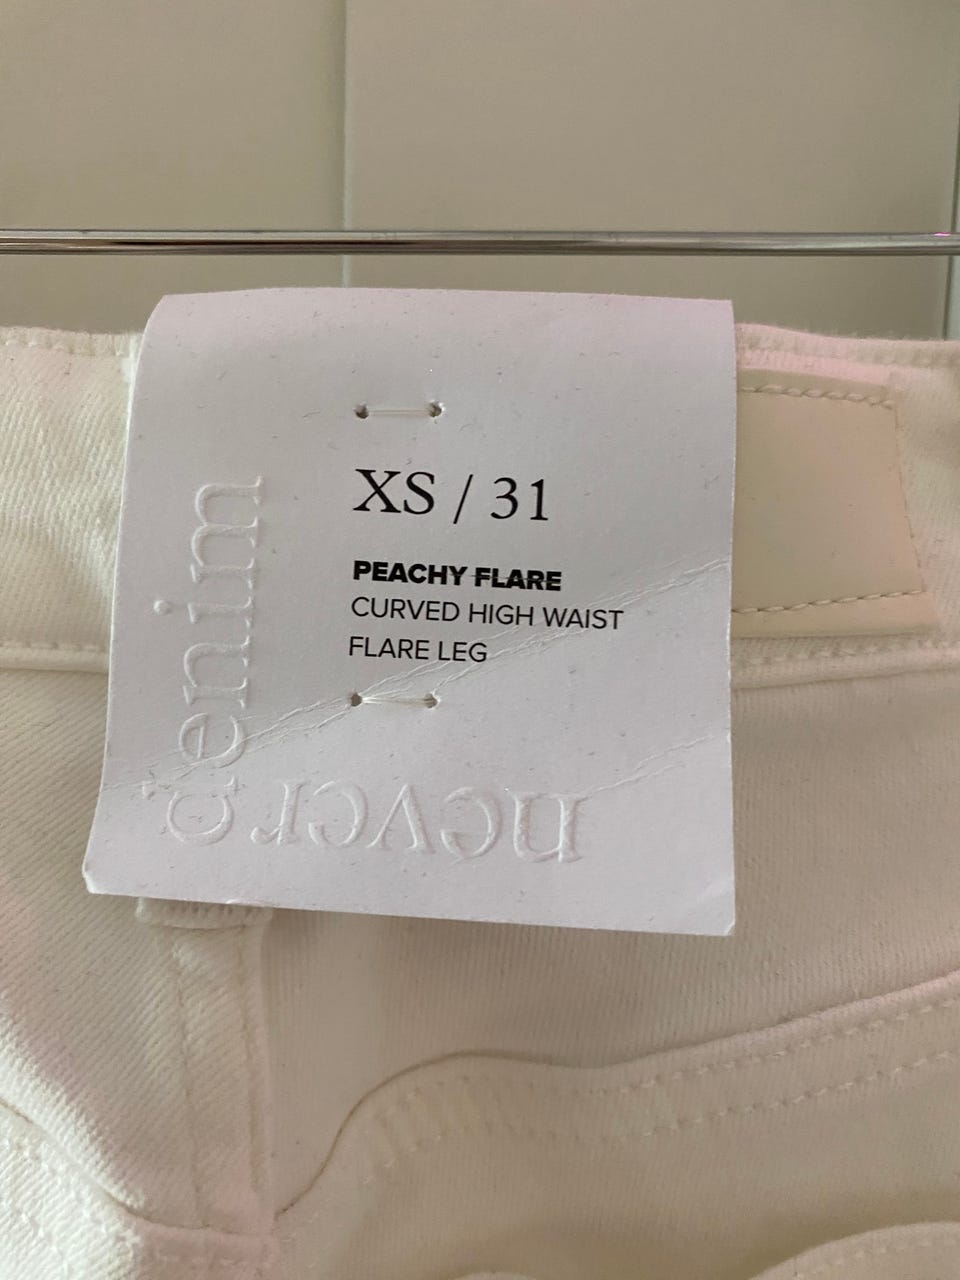 XS / 31
PEACHY FLARE
CURVED HIGH WAIST
FLARE LEG
never
denim